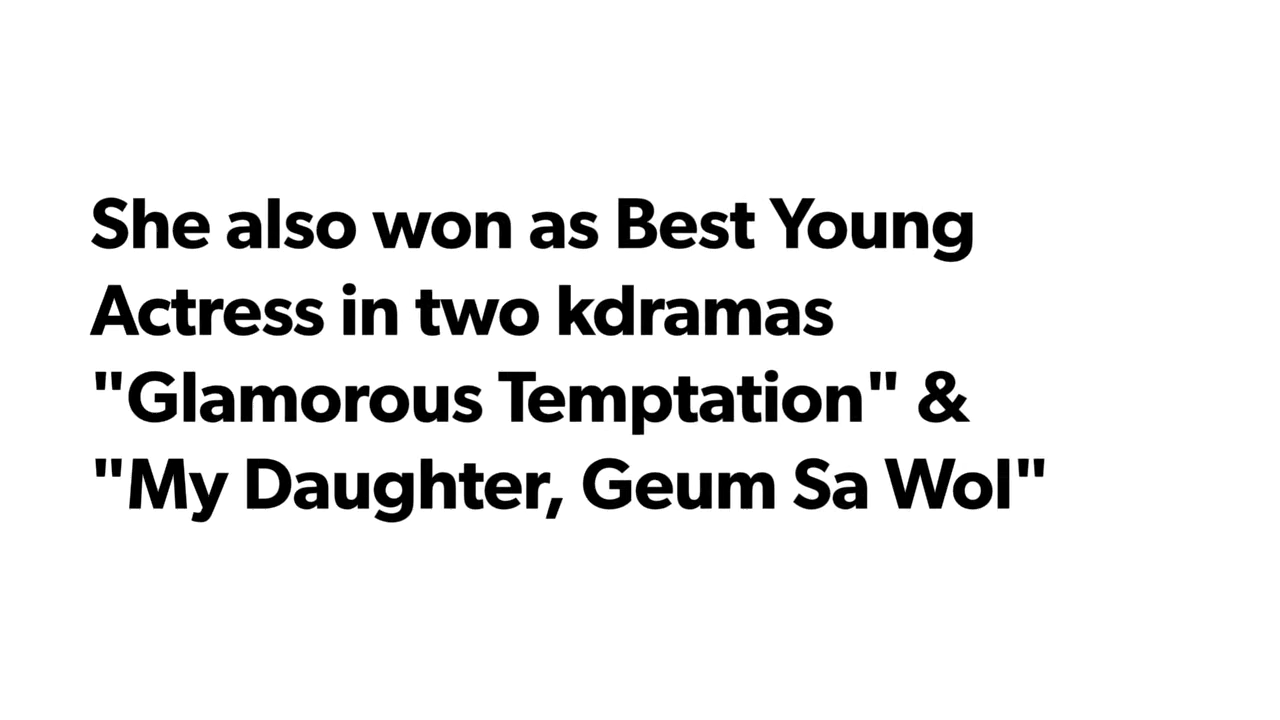 She also won as Best Young
Actress in two kdramas
"Glamorous Temptation" &
"My Daughter, Geum Sa Wol"